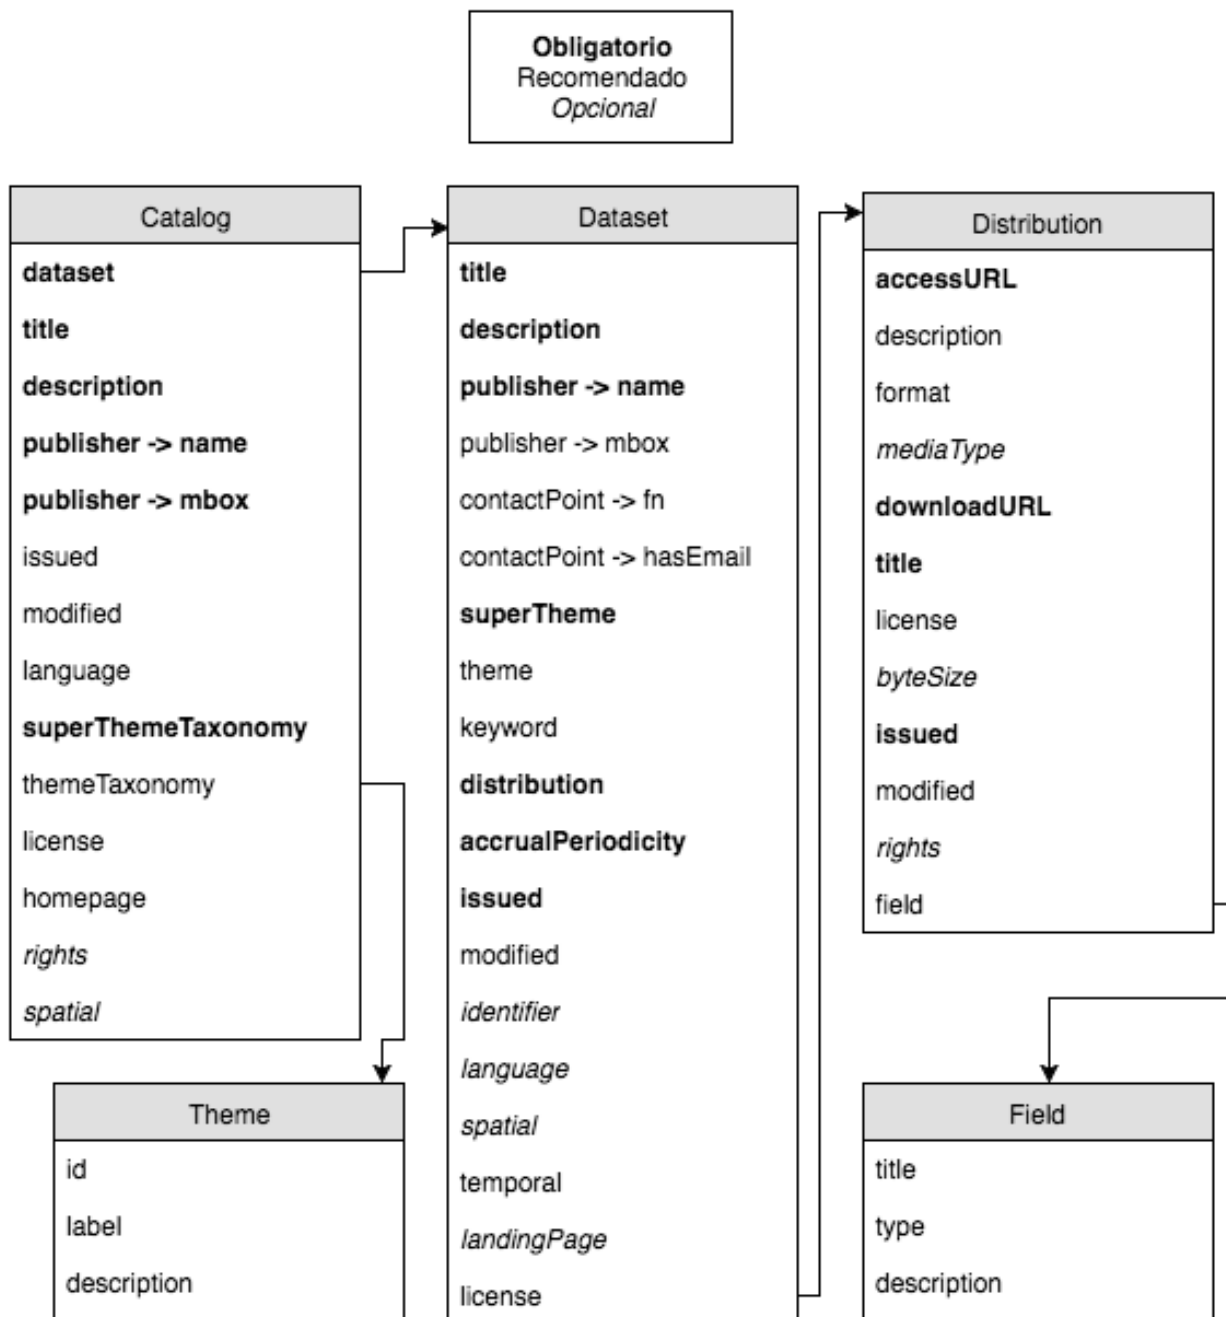 Obligatorio
Recomendado
Opcional
Catalog
dataset
title
description
publisher -> name
publisher -> mbox
issued
modified
language
superThemeTaxonomy
themeTaxonomy
license
homepage
rights
spatial
Dataset
title
description
publisher -> name
publisher -> mbox
contactPoint -> fn
contactPoint -> hasEmail
superTheme
theme
keyword
distribution
accrualPeriodicity
issued
modified
identifier
language
spatial
temporal
landingPage
license
Distribution
accessURL
description
format
mediaType
downloadURL
title
license
byteSize
issued
modified
rights
field
Theme
id
label
description
Field
title
type
description